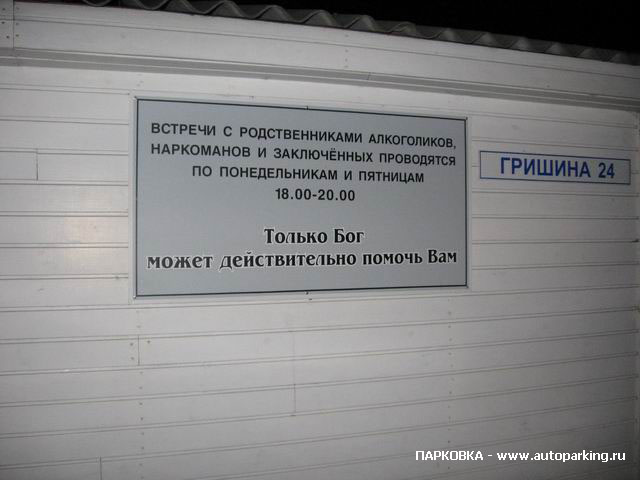 ВСТРЕЧИ С РОДСТВЕННИКАМИ АЛКОГОЛИКОВ,
НАРКОМАНОВ И ЗАКЛЮЧЁННЫХ ПРОВОДЯТСЯ
ПО ПОНЕДЕЛЬНИКАМ И ПЯТНИЦАМ
18.00-20.00
Только Бог
может действительно помочь Вам
ГРИШИНА 24
ПАРКОВКА - www.autoparking.ru